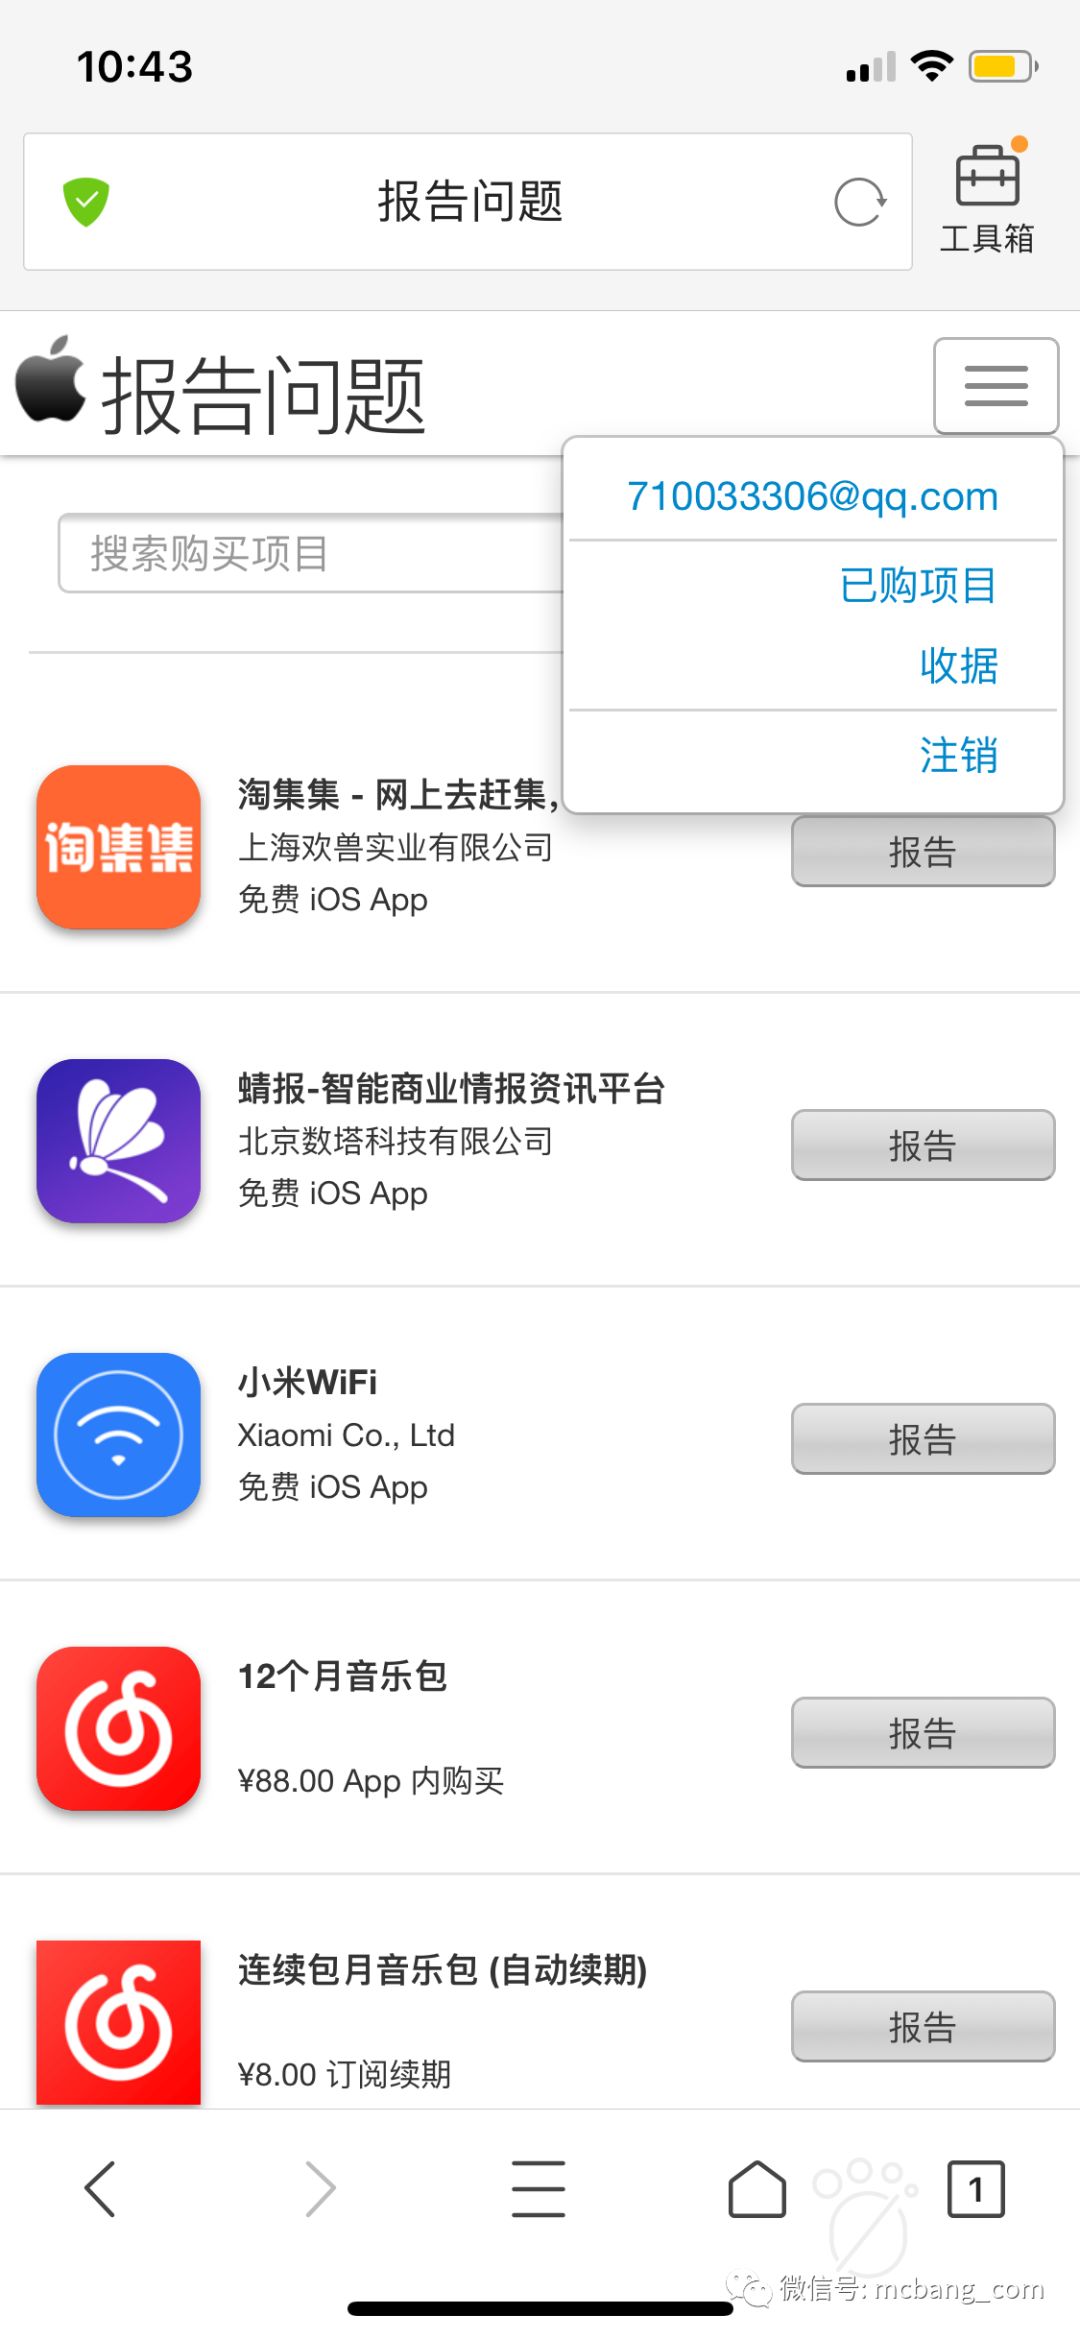 10:43
报告问题
工具箱
报告问题
710033306@qq.com
搜索购买项目
已购项目
收据
注销
淘集集
淘集集 - 网上去赶集,
上海欢兽实业有限公司
免费 iOS App
报告
蜻报-智能商业情报资讯平台
北京数塔科技有限公司
免费 iOS App
报告
小米WiFi
Xiaomi Co., Ltd
免费 iOS App
报告
12个月音乐包
¥88.00 App 内购买
报告
连续包月音乐包 (自动续期)
¥8.00 订阅续期
报告
1
微信号: mcbang_com